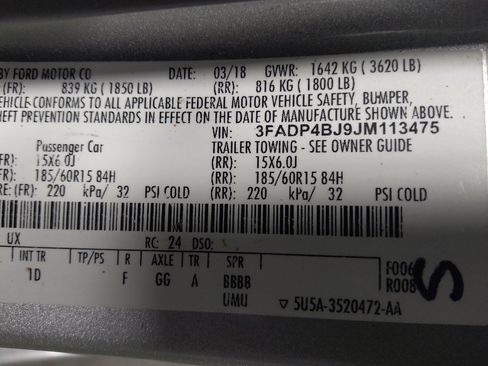 BY FORD MOTOR CO DATE: 03/18 GVWR: 1642 KG ( 3620 LB)
(FR): 839 KG ( 1850 LB) (RR): 816 KG ( 1800 LB)
VEHICLE CONFORMS TO ALL APPLICABLE FEDERAL MOTOR VEHICLE SAFETY, BUMPER,
THEFT PREVENTION STANDARDS IN EFFECT ON THE DATE OF MANUFACTURE SHOWN ABOVE.
VIN: 3FADP4BJ9JM113475
Passenger Car TRAILER TOWING - SEE OWNER GUIDE
(FR): 15X6.0J (RR): 15X6.0J
(FR): 185/60R15 84H (RR): 185/60R15 84H
RE: (FR): 220 kPa/ 32 PSI COLD (RR): 220 kPa/ 32 PSI COLD
UX RC: 24 DSO:
INT TR TP/PS R AXLE TR SPR F006
1D F GG A BBBB R008
UMU ▽ 5U5A-3520472-AA
S